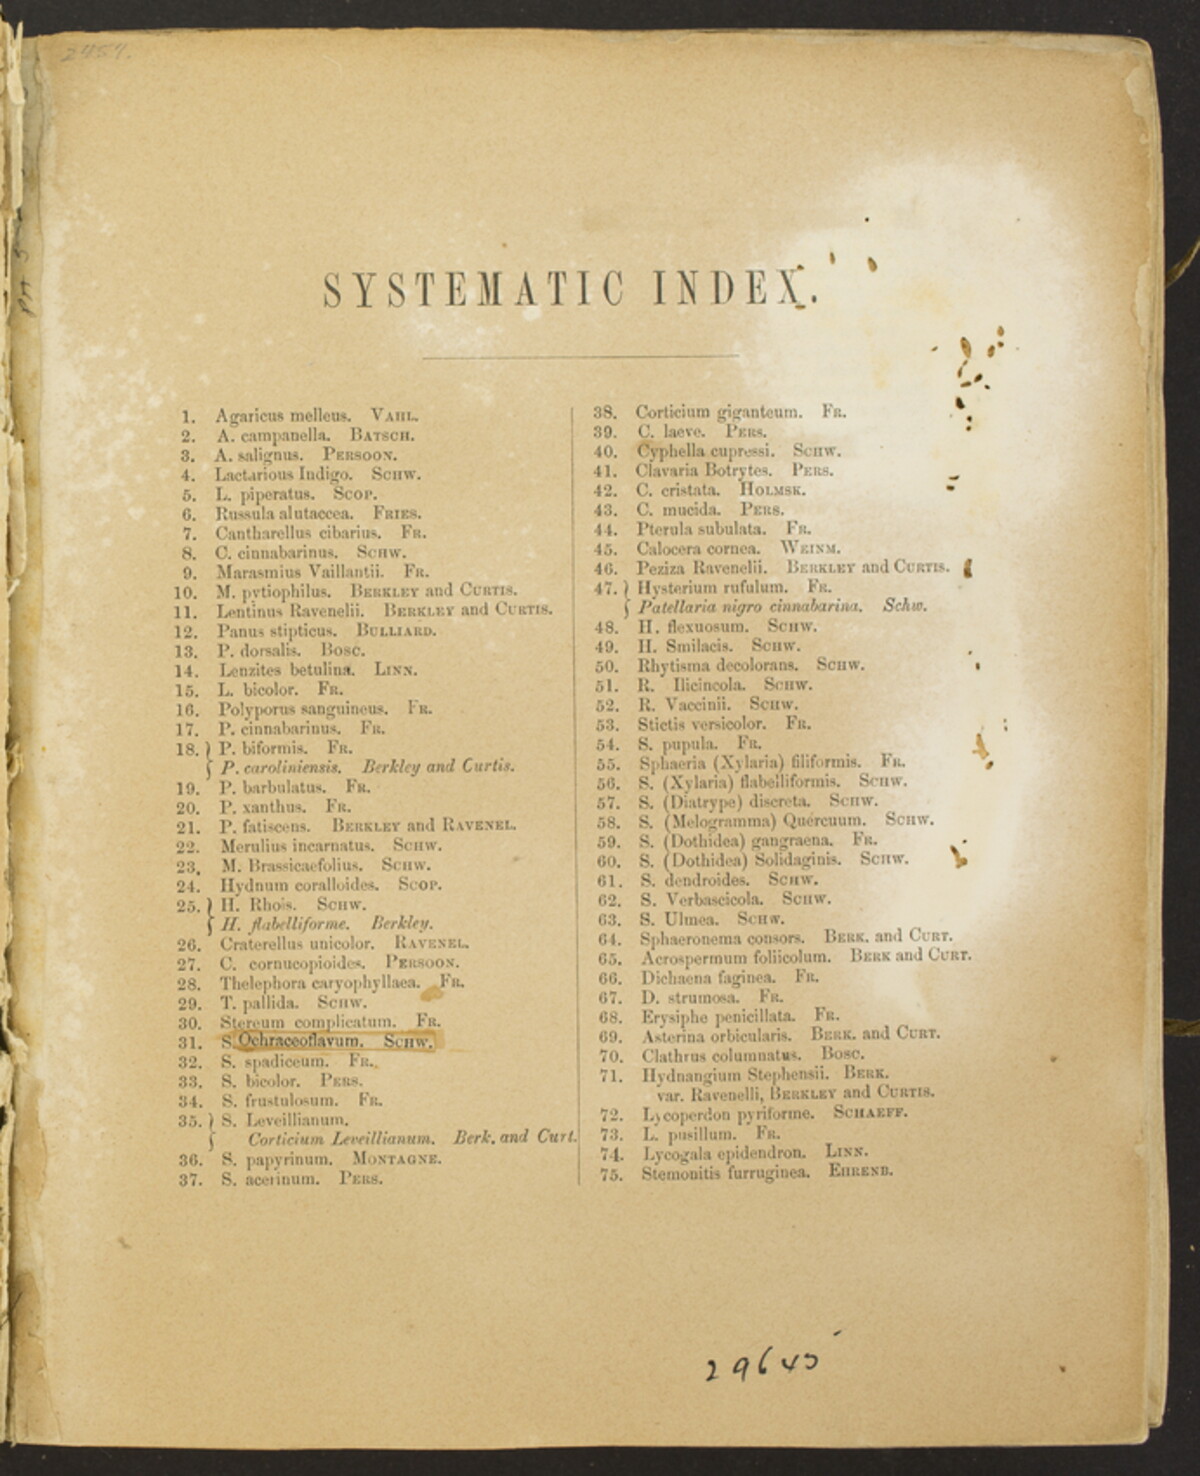 2457.
SYSTEMATIC INDEX.
1. Agaricus melleus. VAHL.
2. A. campanella. BATSCH.
3. A. salignus. PERSOON.
4. Lactarious Indigo. SCHW.
5. L. piperatus. SCOP.
6. Russula alutacea. FRIES.
7. Cantharellus cibarius. FR.
8. C. cinnabarinus. SCHW.
9. Marasmius Vaillantii. FR.
10. M. pytiophilus. BERKLEY and CURTIS.
11. Lentinus Ravenelii. BERKLEY and CURTIS.
12. Panus stipticus. BULLIARD.
13. P. dorsalis. BOSC.
14. Lenzites betulina. LINN.
15. L. bicolor. FR.
16. Polyporus sanguineus. FR.
17. P. cinnabarinus. FR.
18. } P. biformis. FR.
P. caroliniensis. Berkley and Curtis.
19. P. barbulatus. FR.
20. P. xanthus. FR.
21. P. fatiscens. BERKLEY and RAVENEL.
22. Merulius incarnatus. SCHW.
23. M. Brassicaefolius. SCHW.
24. Hydnum coralloides. SCOP.
25. } H. Rhois. SCHW.
H. flabelliforme. Berkley.
26. Craterellus unicolor. RAVENEL.
27. C. cornucopioides. PERSOON.
28. Thelephora caryophyllaea. FR.
29. T. pallida. SCHW.
30. Stereum complicatum. FR.
31. S. Ochraceoflavum. SCHW.
32. S. spadiceum. FR.
33. S. bicolor. PERS.
34. S. frustulosum. FR.
35. } S. Leveillianum.
Corticium Leveillianum. Berk. and Curt.
36. S. papyrinum. MONTAGNE.
37. S. acerinum. PERS.
38. Corticium giganteum. FR.
39. C. laeve. PERS.
40. Cyphella cupressi. SCHW.
41. Clavaria Botrytes. PERS.
42. C. cristata. HOLMSK.
43. C. mucida. PERS.
44. Pterula subulata. FR.
45. Calocera cornea. WEINM.
46. Peziza Ravenelii. BERKLEY and CURTIS.
47. } Hysterium rufulum. FR.
Patellaria nigro cinnabarina. Schw.
48. H. flexuosum. SCHW.
49. H. Smilacis. SCHW.
50. Rhytisma decolorans. SCHW.
51. R. Ilicincola. SCHW.
52. R. Vaccinii. SCHW.
53. Stictis versicolor. FR.
54. S. pupula. FR.
55. Sphaeria (Xylaria) filiformis. FR.
56. S. (Xylaria) flabelliformis. SCHW.
57. S. (Diatrype) discreta. SCHW.
58. S. (Melogramma) Quercuum. SCHW.
59. S. (Dothidea) gangraena. FR.
60. S. (Dothidea) Solidaginis. SCHW.
61. S. dendroides. SCHW.
62. S. Verbascicola. SCHW.
63. S. Ulmea. SCHW.
64. Sphaeronema consors. BERK. and CURT.
65. Acrospermum foliicolum. BERK and CURT.
66. Dichaena faginea. FR.
67. D. strumosa. FR.
68. Erysiphe penicillata. FR.
69. Asterina orbicularis. BERK. and CURT.
70. Clathrus columnatus. BOSC.
71. Hydnangium Stephensii. BERK.
var. Ravenelli, BERKLEY and CURTIS.
72. Lycoperdon pyriforme. SCHAEFF.
73. L. pusillum. FR.
74. Lycogala epidendron. LINN.
75. Stemonitis furruginea. EHRENB.
29645